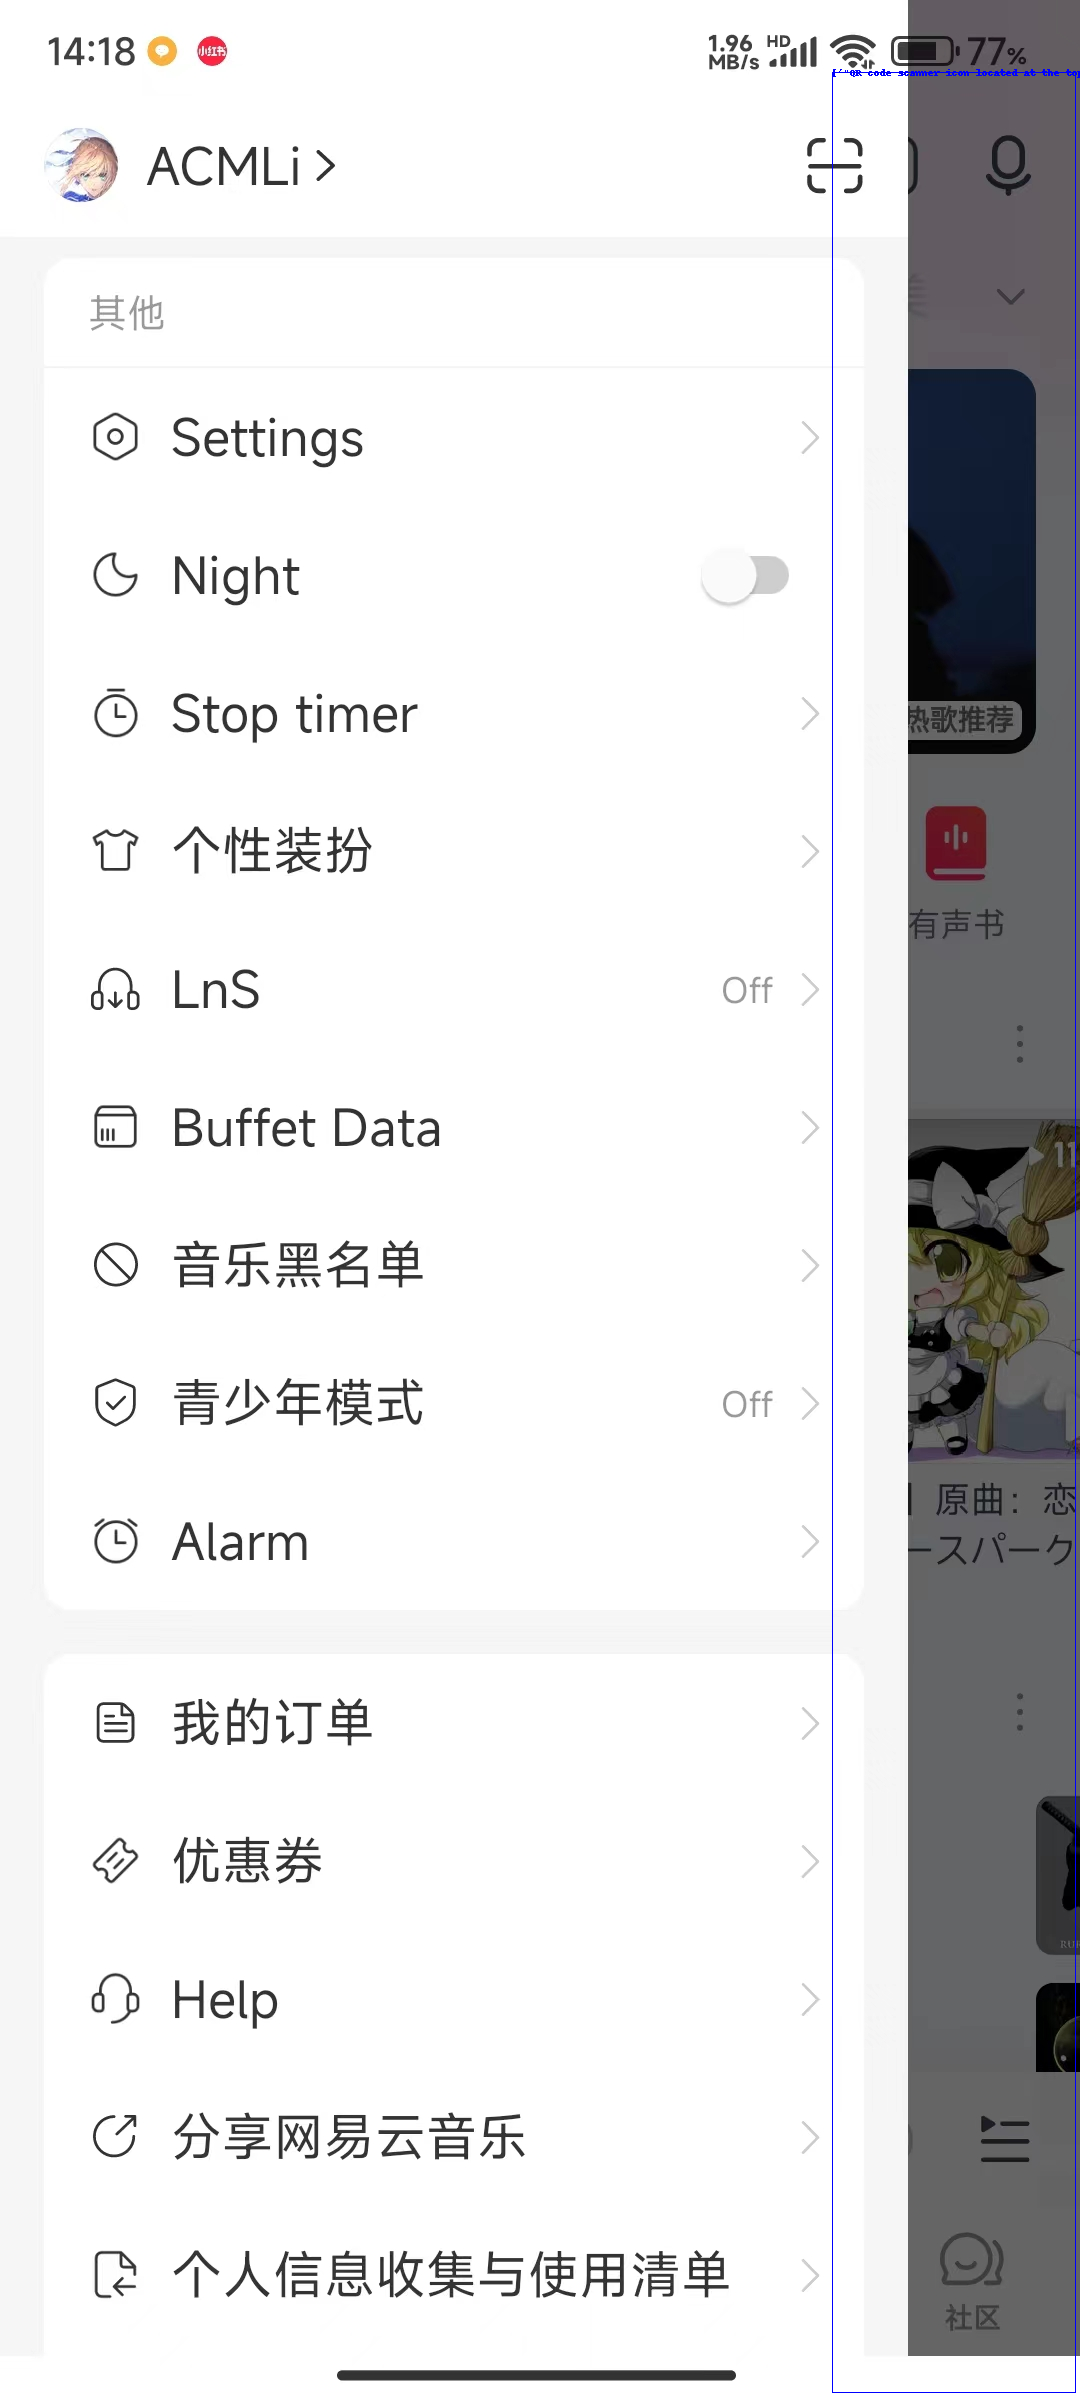 14:18
小红书
1.96 MB/s
HD
77%
["QR code scanner icon located at the top
ACMLi >
其他
Settings
Night
Stop timer
热歌推荐
个性装扮
有声书
LnS
Off
Buffet Data
11
音乐黑名单
青少年模式
Off
原曲：恋
Alarm
ースパーク
我的订单
优惠券
Help
分享网易云音乐
个人信息收集与使用清单
社区